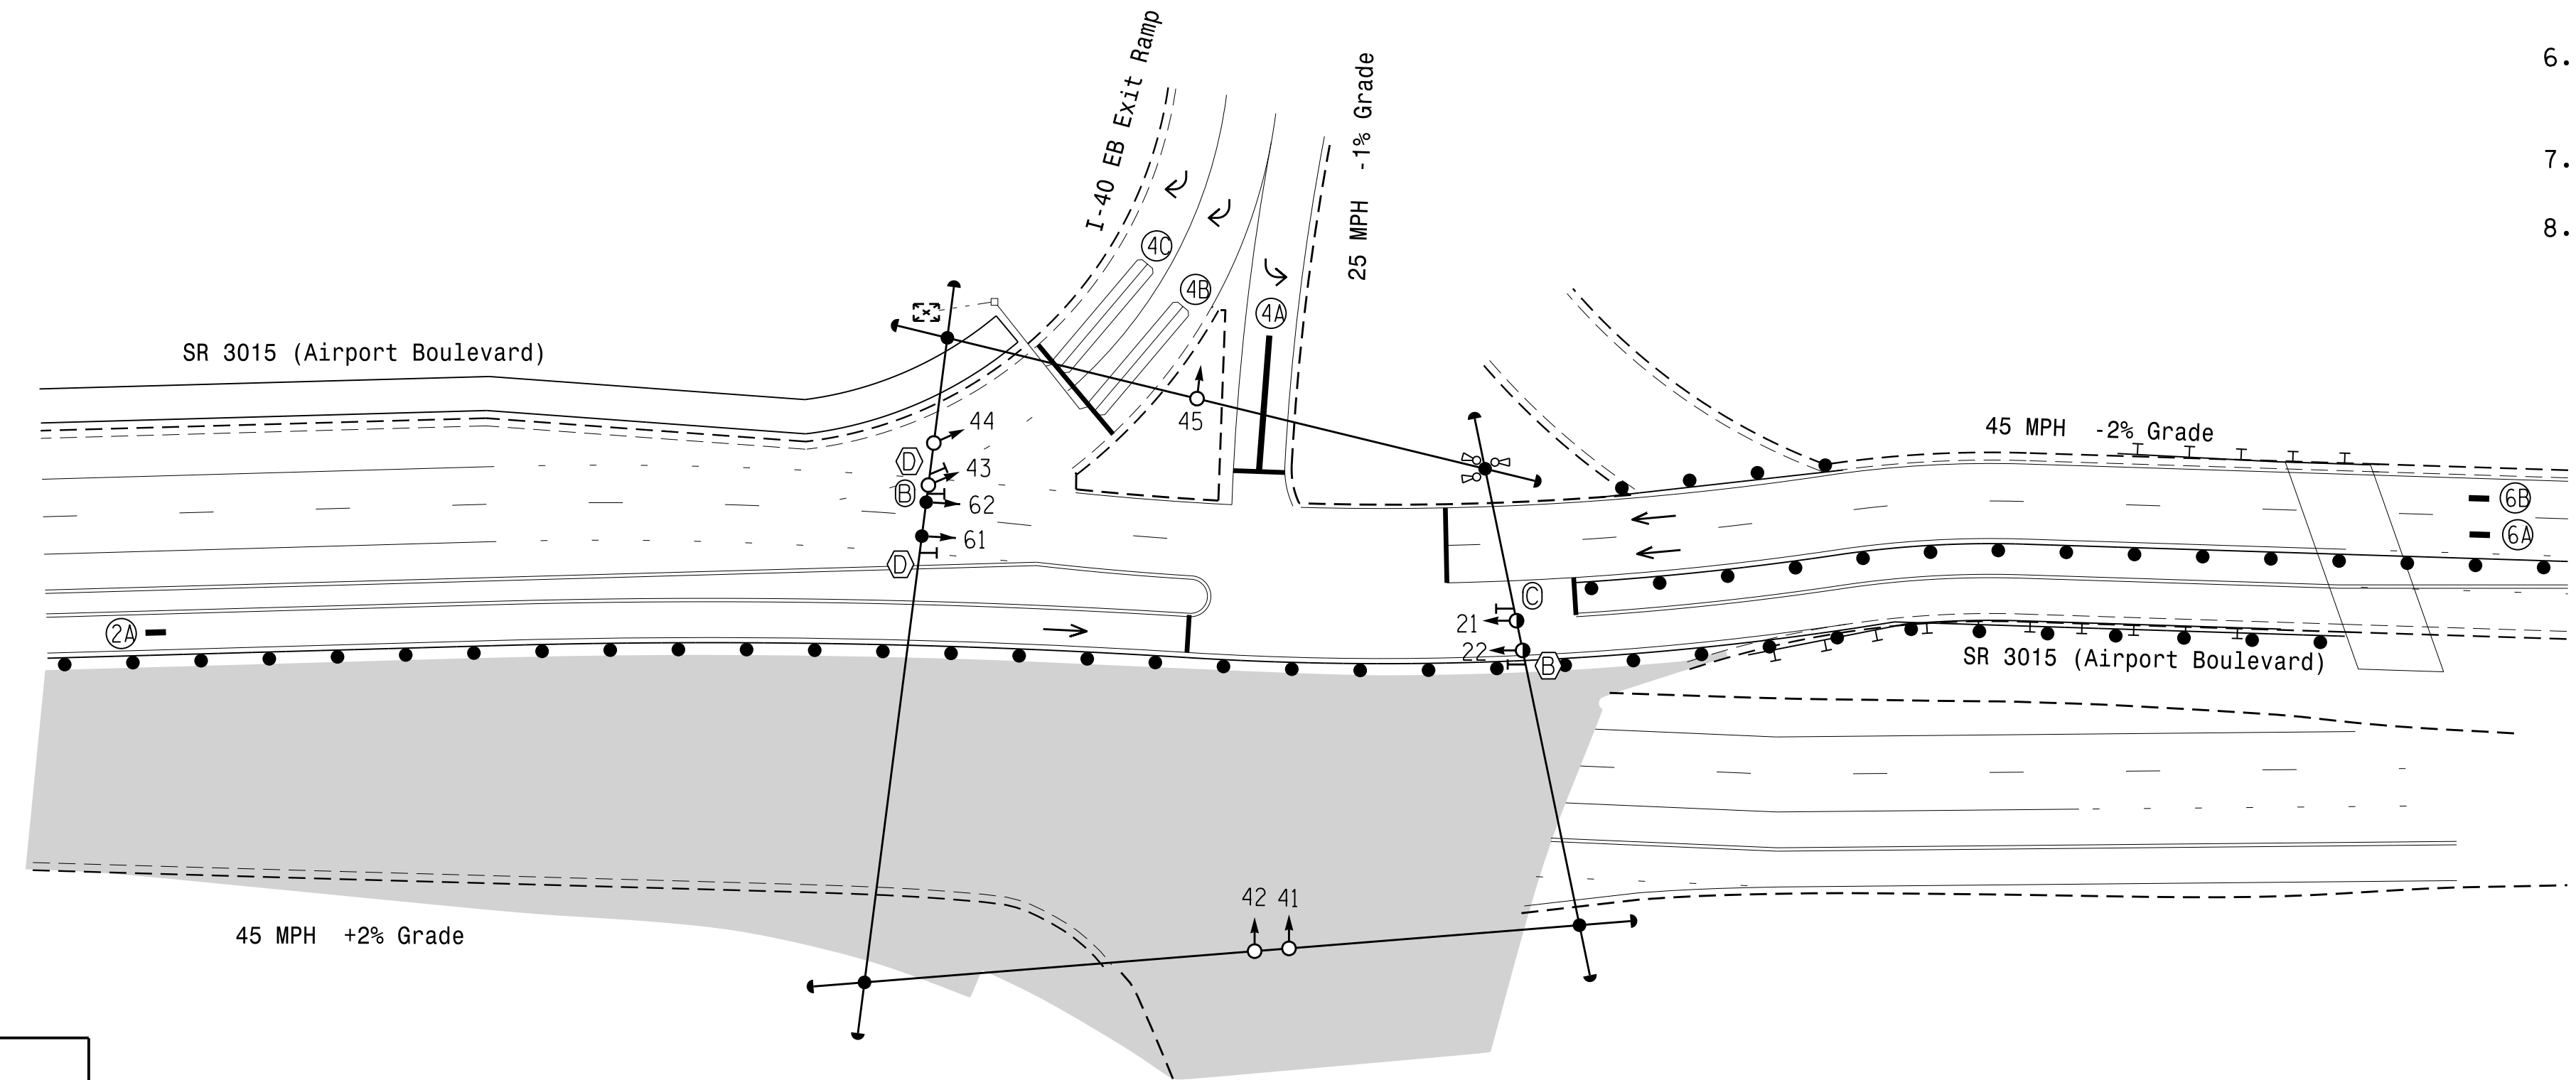 6.
7.
8.
I-40 EB Exit Ramp
25 MPH -1% Grade
4C
4B
4A
SR 3015 (Airport Boulevard)
45
44
D
43
B
62
61
D
45 MPH -2% Grade
6B
6A
2A
C
21
22
B
SR 3015 (Airport Boulevard)
42 41
45 MPH +2% Grade